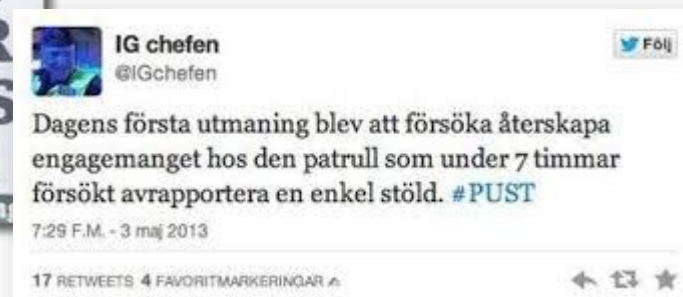 IG chefen
@IGchefen
Följ
Dagens första utmaning blev att försöka återskapa
engagemanget hos den patrull som under 7 timmar
försökt avrapportera en enkel stöld. #PUST
7:29 F.M. - 3 maj 2013
17 RETWEETS 4 FAVORITMARKERINGAR